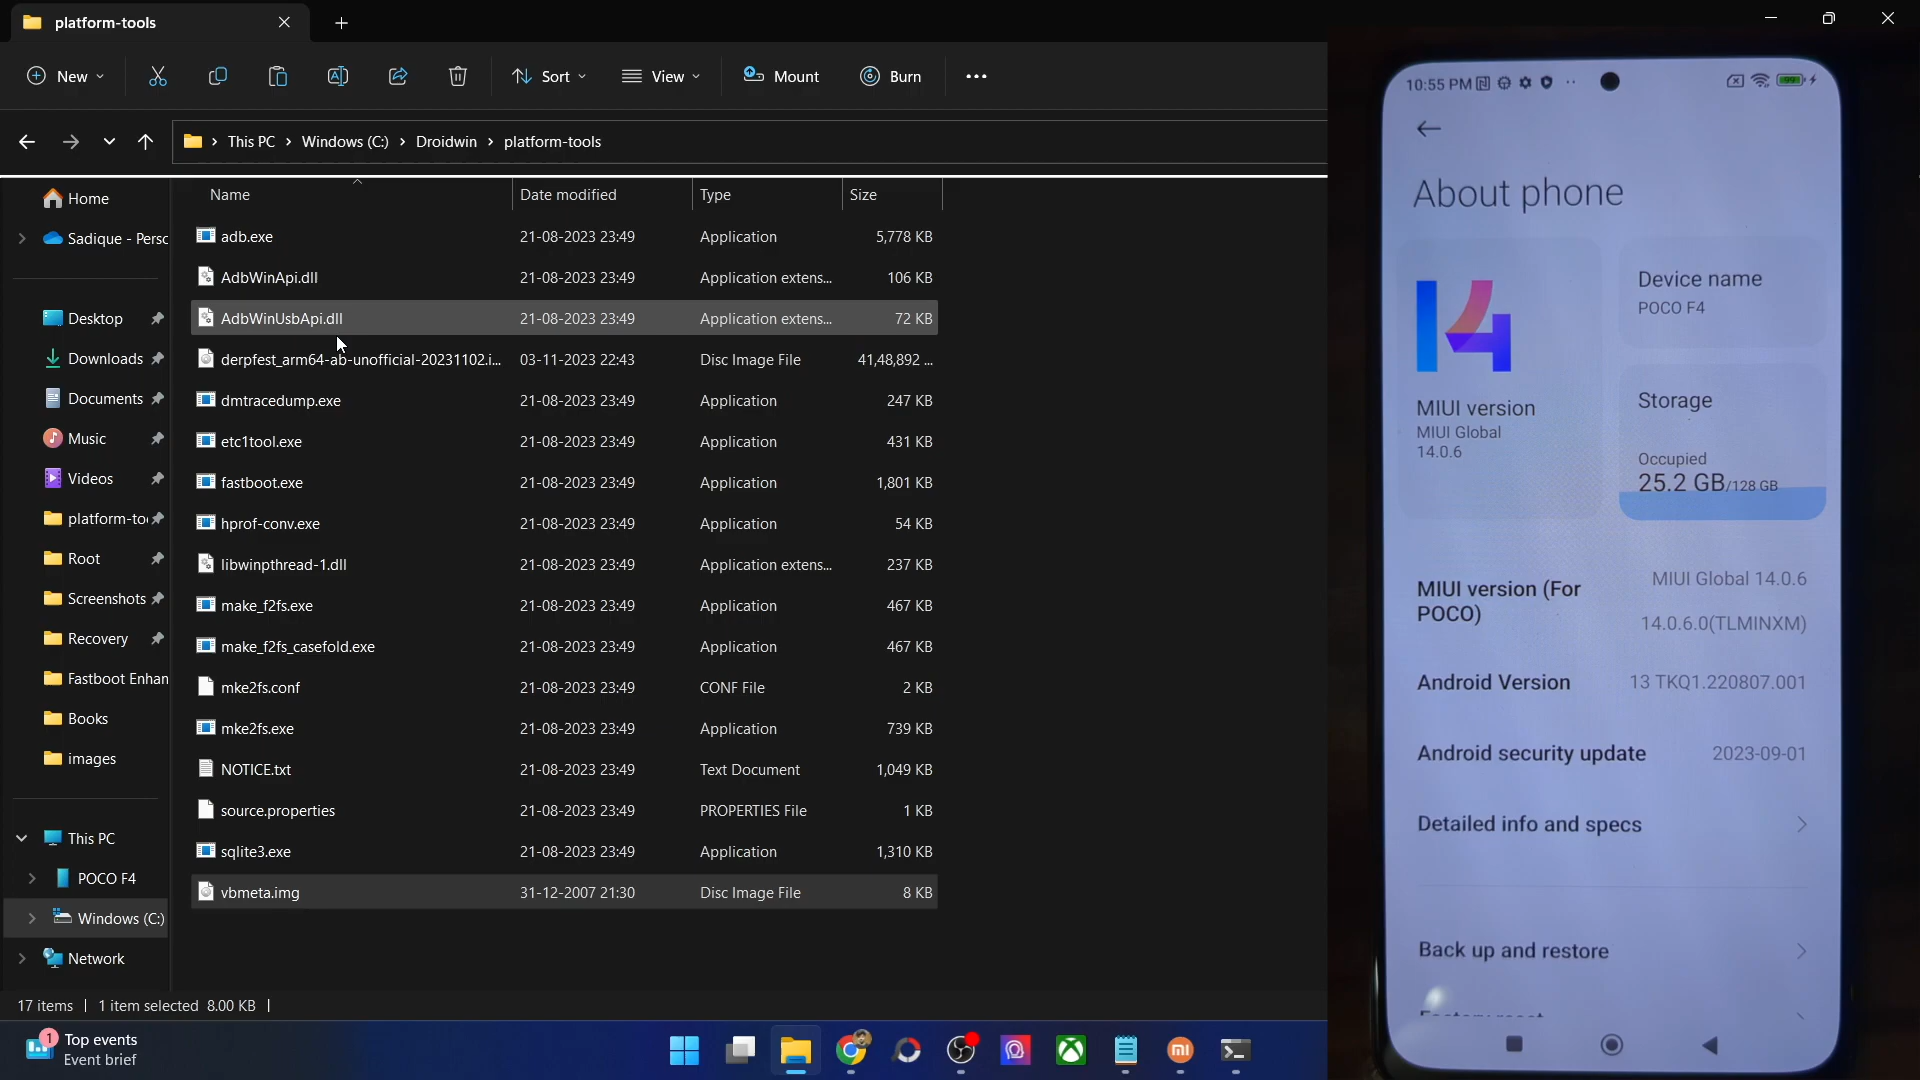 platform-tools
New
Sort
View
Mount
Burn
This PC
Windows (C:)
Droidwin
platform-tools
Name
Date modified
Type
Size
Home
Sadique - Persc
Desktop
Downloads
Documents
Music
Videos
platform-to
Root
Screenshots
Recovery
Fastboot Enhan
Books
images
This PC
POCO F4
Windows (C:)
Network
adb.exe 21-08-2023 23:49 Application 5,778 KB
AdbWinApi.dll 21-08-2023 23:49 Application extens... 106 KB
AdbWinUsbApi.dll 21-08-2023 23:49 Application extens... 72 KB
derpfest_arm64-ab-unofficial-20231102.i... 03-11-2023 22:43 Disc Image File 41,48,892 ...
dmtracedump.exe 21-08-2023 23:49 Application 247 KB
etc1tool.exe 21-08-2023 23:49 Application 431 KB
fastboot.exe 21-08-2023 23:49 Application 1,801 KB
hprof-conv.exe 21-08-2023 23:49 Application 54 KB
libwinpthread-1.dll 21-08-2023 23:49 Application extens... 237 KB
make_f2fs.exe 21-08-2023 23:49 Application 467 KB
make_f2fs_casefold.exe 21-08-2023 23:49 Application 467 KB
mke2fs.conf 21-08-2023 23:49 CONF File 2 KB
mke2fs.exe 21-08-2023 23:49 Application 739 KB
NOTICE.txt 21-08-2023 23:49 Text Document 1,049 KB
source.properties 21-08-2023 23:49 PROPERTIES File 1 KB
sqlite3.exe 21-08-2023 23:49 Application 1,310 KB
vbmeta.img 31-12-2007 21:30 Disc Image File 8 KB
17 items
1 item selected 8.00 KB
1
Top events
Event brief
mi
10:55 PM
99
About phone
14
MIUI version
MIUI Global
14.0.6
Device name
POCO F4
Storage
Occupied
25.2 GB/128 GB
MIUI version (For
POCO)
MIUI Global 14.0.6
14.0.6.0(TLMINXM)
Android Version
13 TKQ1.220807.001
Android security update
2023-09-01
Detailed info and specs
Back up and restore
Factory reset